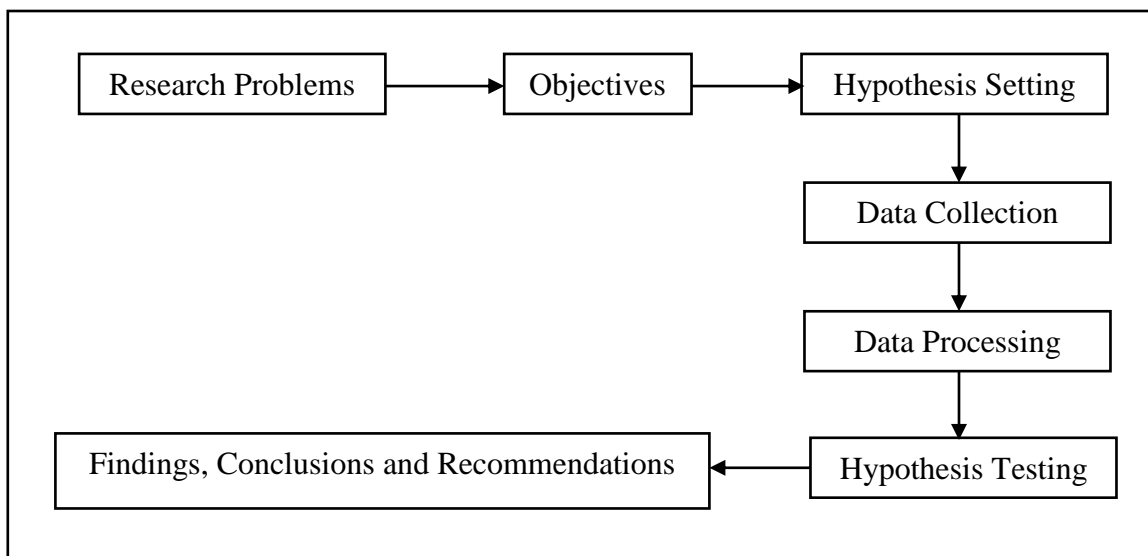 Research Problems
Objectives
Hypothesis Setting
Data Collection
Data Processing
Hypothesis Testing
Findings, Conclusions and Recommendations